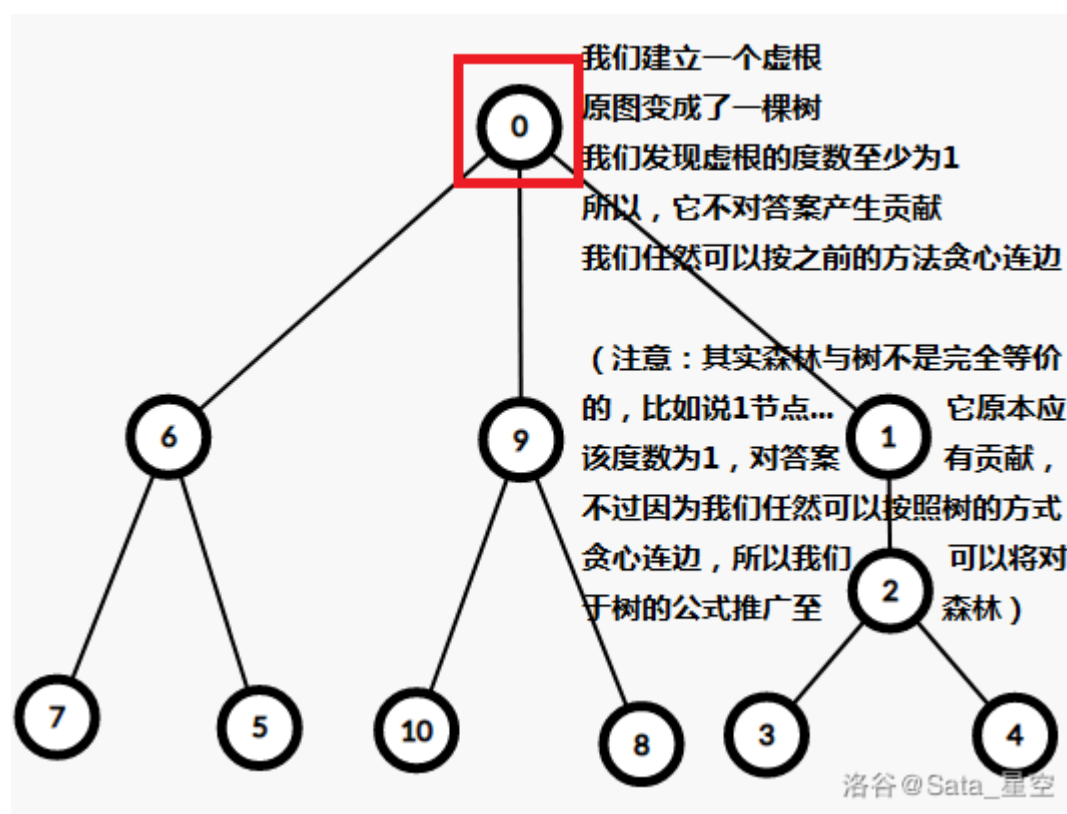 我们建立一个虚根
0
原图变成了一棵树
我们发现虚根的度数至少为1
所以，它不对答案产生贡献
我们任然可以按之前的方法贪心连边
（注意：其实森林与树不是完全等价
的，比如说1节点... 它原本应
6
9
1
该度数为1，对答案 有贡献，
不过因为我们任然可以按照树的方式
贪心连边，所以我们 可以将对
2
于树的公式推广至 森林）
7
5
10
8
3
4
洛谷@Sata_星空